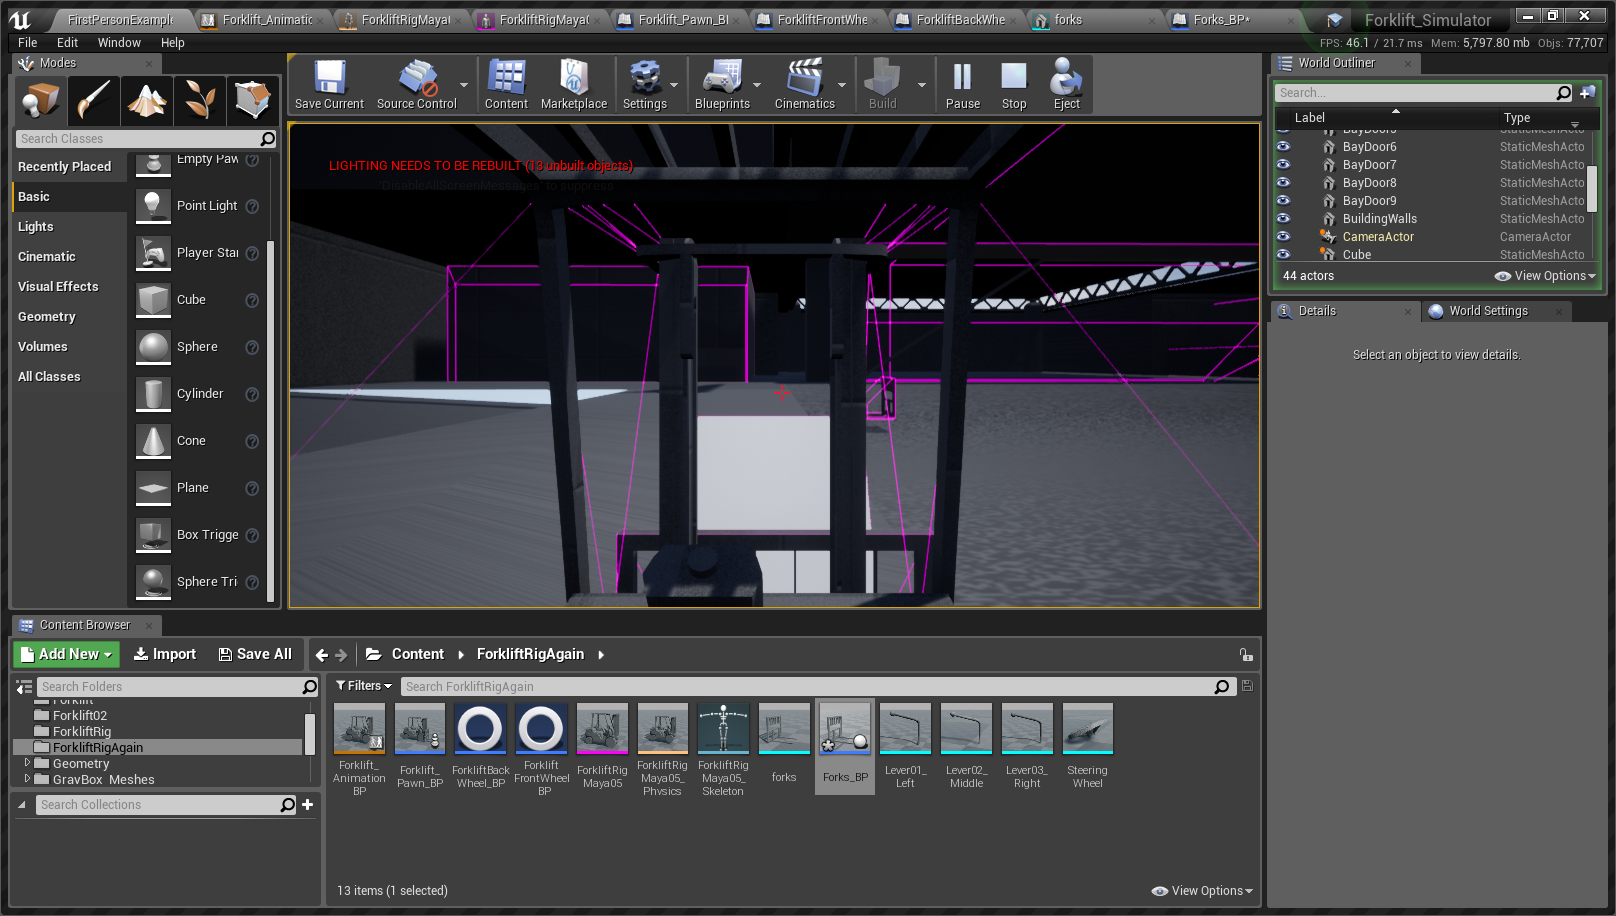 FirstPersonExample
Forklift_Animatic
ForkliftRigMaya(
ForkliftRigMaya(
Forklift_Pawn_Bl
ForkliftFrontWhe
ForkliftBackWhe
forks
Forks_BP*
Forklift_Simulator
File Edit Window Help
FPS: 46.1 / 21.7 ms Mem: 5,797.80 mb Objs: 77,707
Modes
Search Classes
Recently Placed
Basic
Lights
Cinematic
Visual Effects
Geometry
Volumes
All Classes
Empty Paw
Point Light
Player Star
Cube
Sphere
Cylinder
Cone
Plane
Box Trigge
Sphere Tri
Save Current
Source Control
Content
Marketplace
Settings
Blueprints
Cinematics
Build
Pause
Stop
Eject
LIGHTING NEEDS TO BE REBUILT (13 unbuilt objects)
'DisableAllScreenMessages' to suppress
World Outliner
Search...
Label Type
BayDoor5 StaticMeshActo
BayDoor6 StaticMeshActo
BayDoor7 StaticMeshActo
BayDoor8 StaticMeshActo
BayDoor9 StaticMeshActo
BuildingWalls StaticMeshActo
CameraActor CameraActor
Cube StaticMeshActo
44 actors View Options
Details World Settings
Select an object to view details.
Content Browser
Add New Import Save All
Content ForkliftRigAgain
Search Folders
Forklift
Forklift02
ForkliftRig
ForkliftRigAgain
Geometry
GravBox_Meshes
Search Collections
Filters Search ForkliftRigAgain
Forklift_
Animation
BP
Forklift_
Pawn_BP
ForkliftBack
Wheel_BP
Forklift
FrontWheel
BP
ForkliftRig
Maya05
ForkliftRig
Maya05_
Physics
ForkliftRig
Maya05_
Skeleton
forks
Forks_BP
Lever01_
Left
Lever02_
Middle
Lever03_
Right
Steering
Wheel
13 items (1 selected) View Options